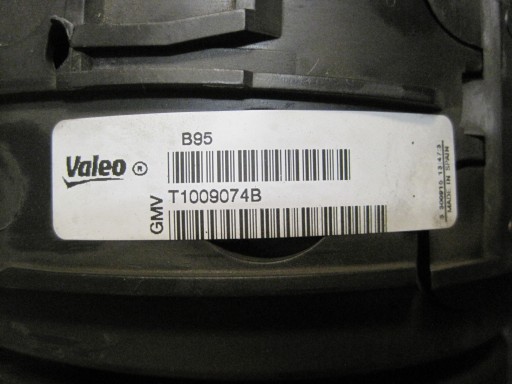 B95
Valeo ®
T1009074B
GMV
MADE IN SPAIN